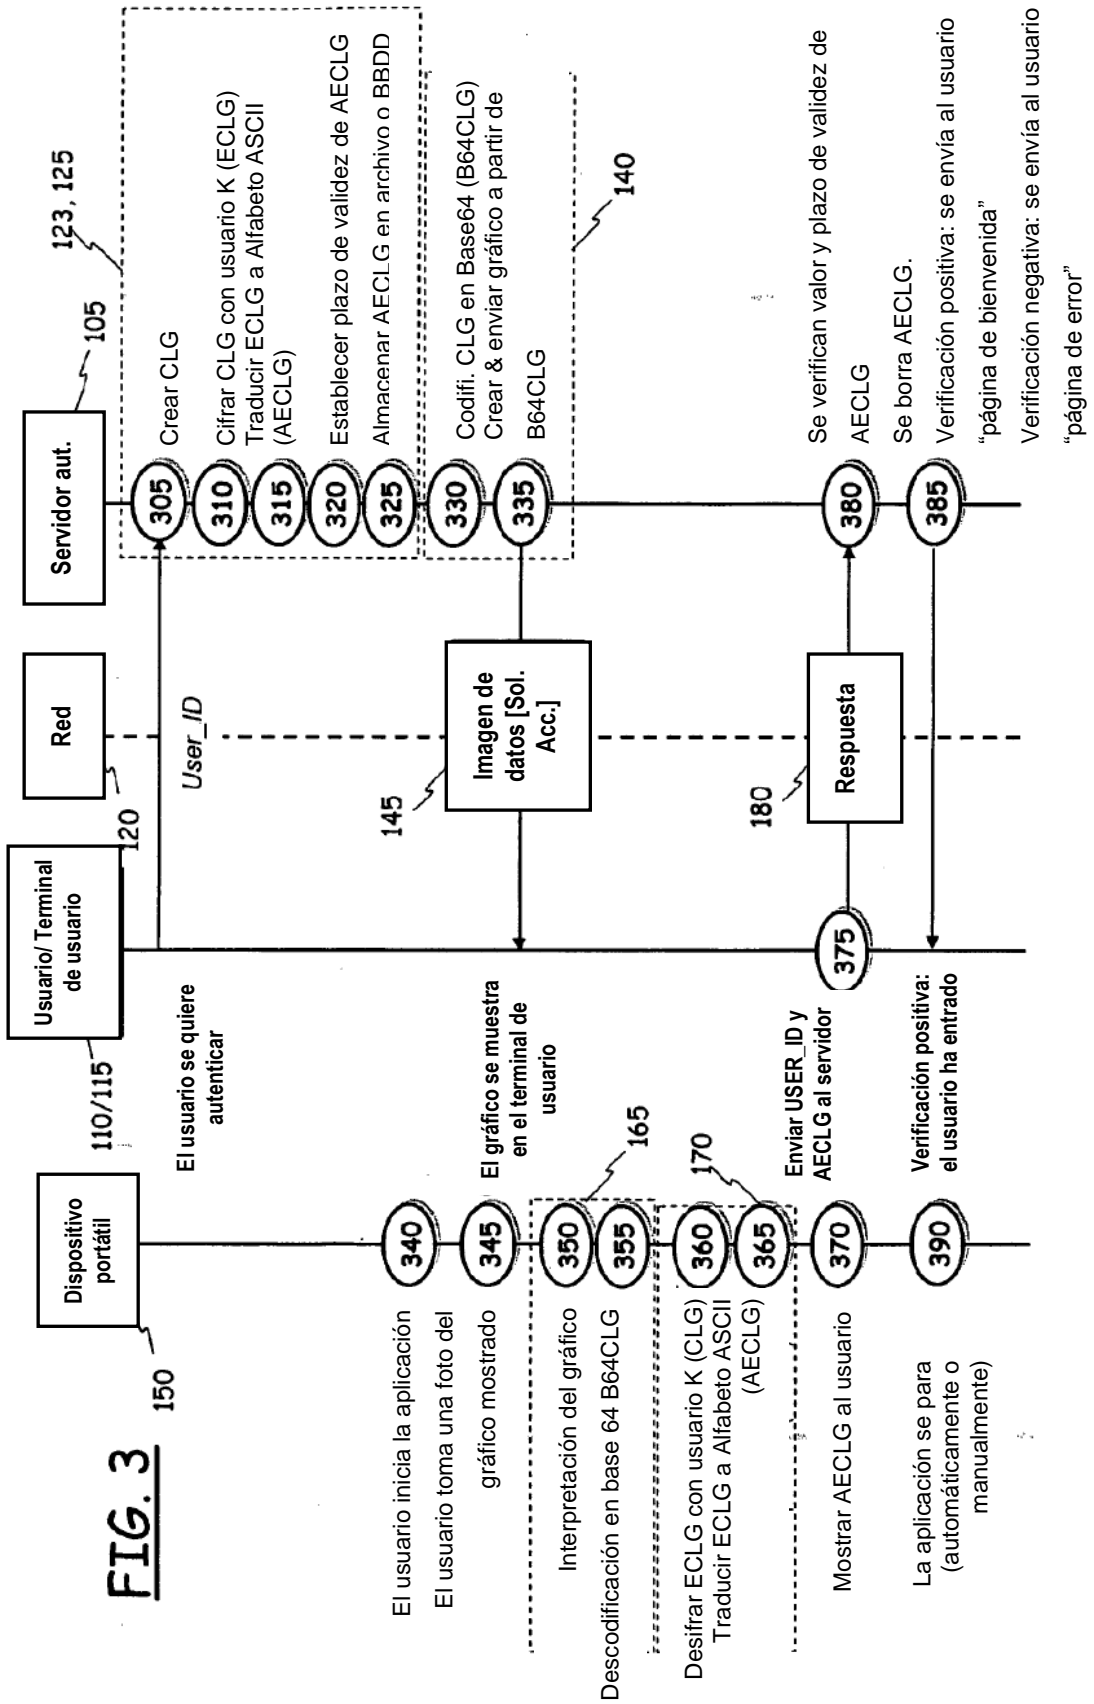 FIG. 3
150
Dispositivo
portátil
110/115
Usuario/ Terminal
de usuario
120
Red
105
Servidor aut.
123, 125
El usuario se quiere
autenticar
User_ID
305
Crear CLG
310
Cifrar CLG con usuario K (ECLG)
315
Traducir ECLG a Alfabeto ASCII
(AECLG)
320
Establecer plazo de validez de AECLG
325
Almacenar AECLG en archivo o BBDD
El usuario inicia la aplicación
340
El usuario toma una foto del
gráfico mostrado
345
El gráfico se muestra
en el terminal de
usuario
145
Imagen de
datos [Sol.
Acc.]
330
Codifi. CLG en Base64 (B64CLG)
335
Crear & enviar gráfico a partir de
B64CLG
140
165
Interpretación del gráfico
350
Descodificación en base 64 B64CLG
355
170
Desifrar ECLG con usuario K (CLG)
360
Traducir ECLG a Alfabeto ASCII
(AECLG)
365
Mostrar AECLG al usuario
370
Enviar USER_ID y
AECLG al servidor
375
180
Respuesta
380
Se verifican valor y plazo de validez de
AECLG
Se borra AECLG.
385
Verificación positiva: se envía al usuario
“página de bienvenida”
Verificación negativa: se envía al usuario
“página de error”
Verificación positiva:
el usuario ha entrado
390
La aplicación se para
(automáticamente o
manualmente)